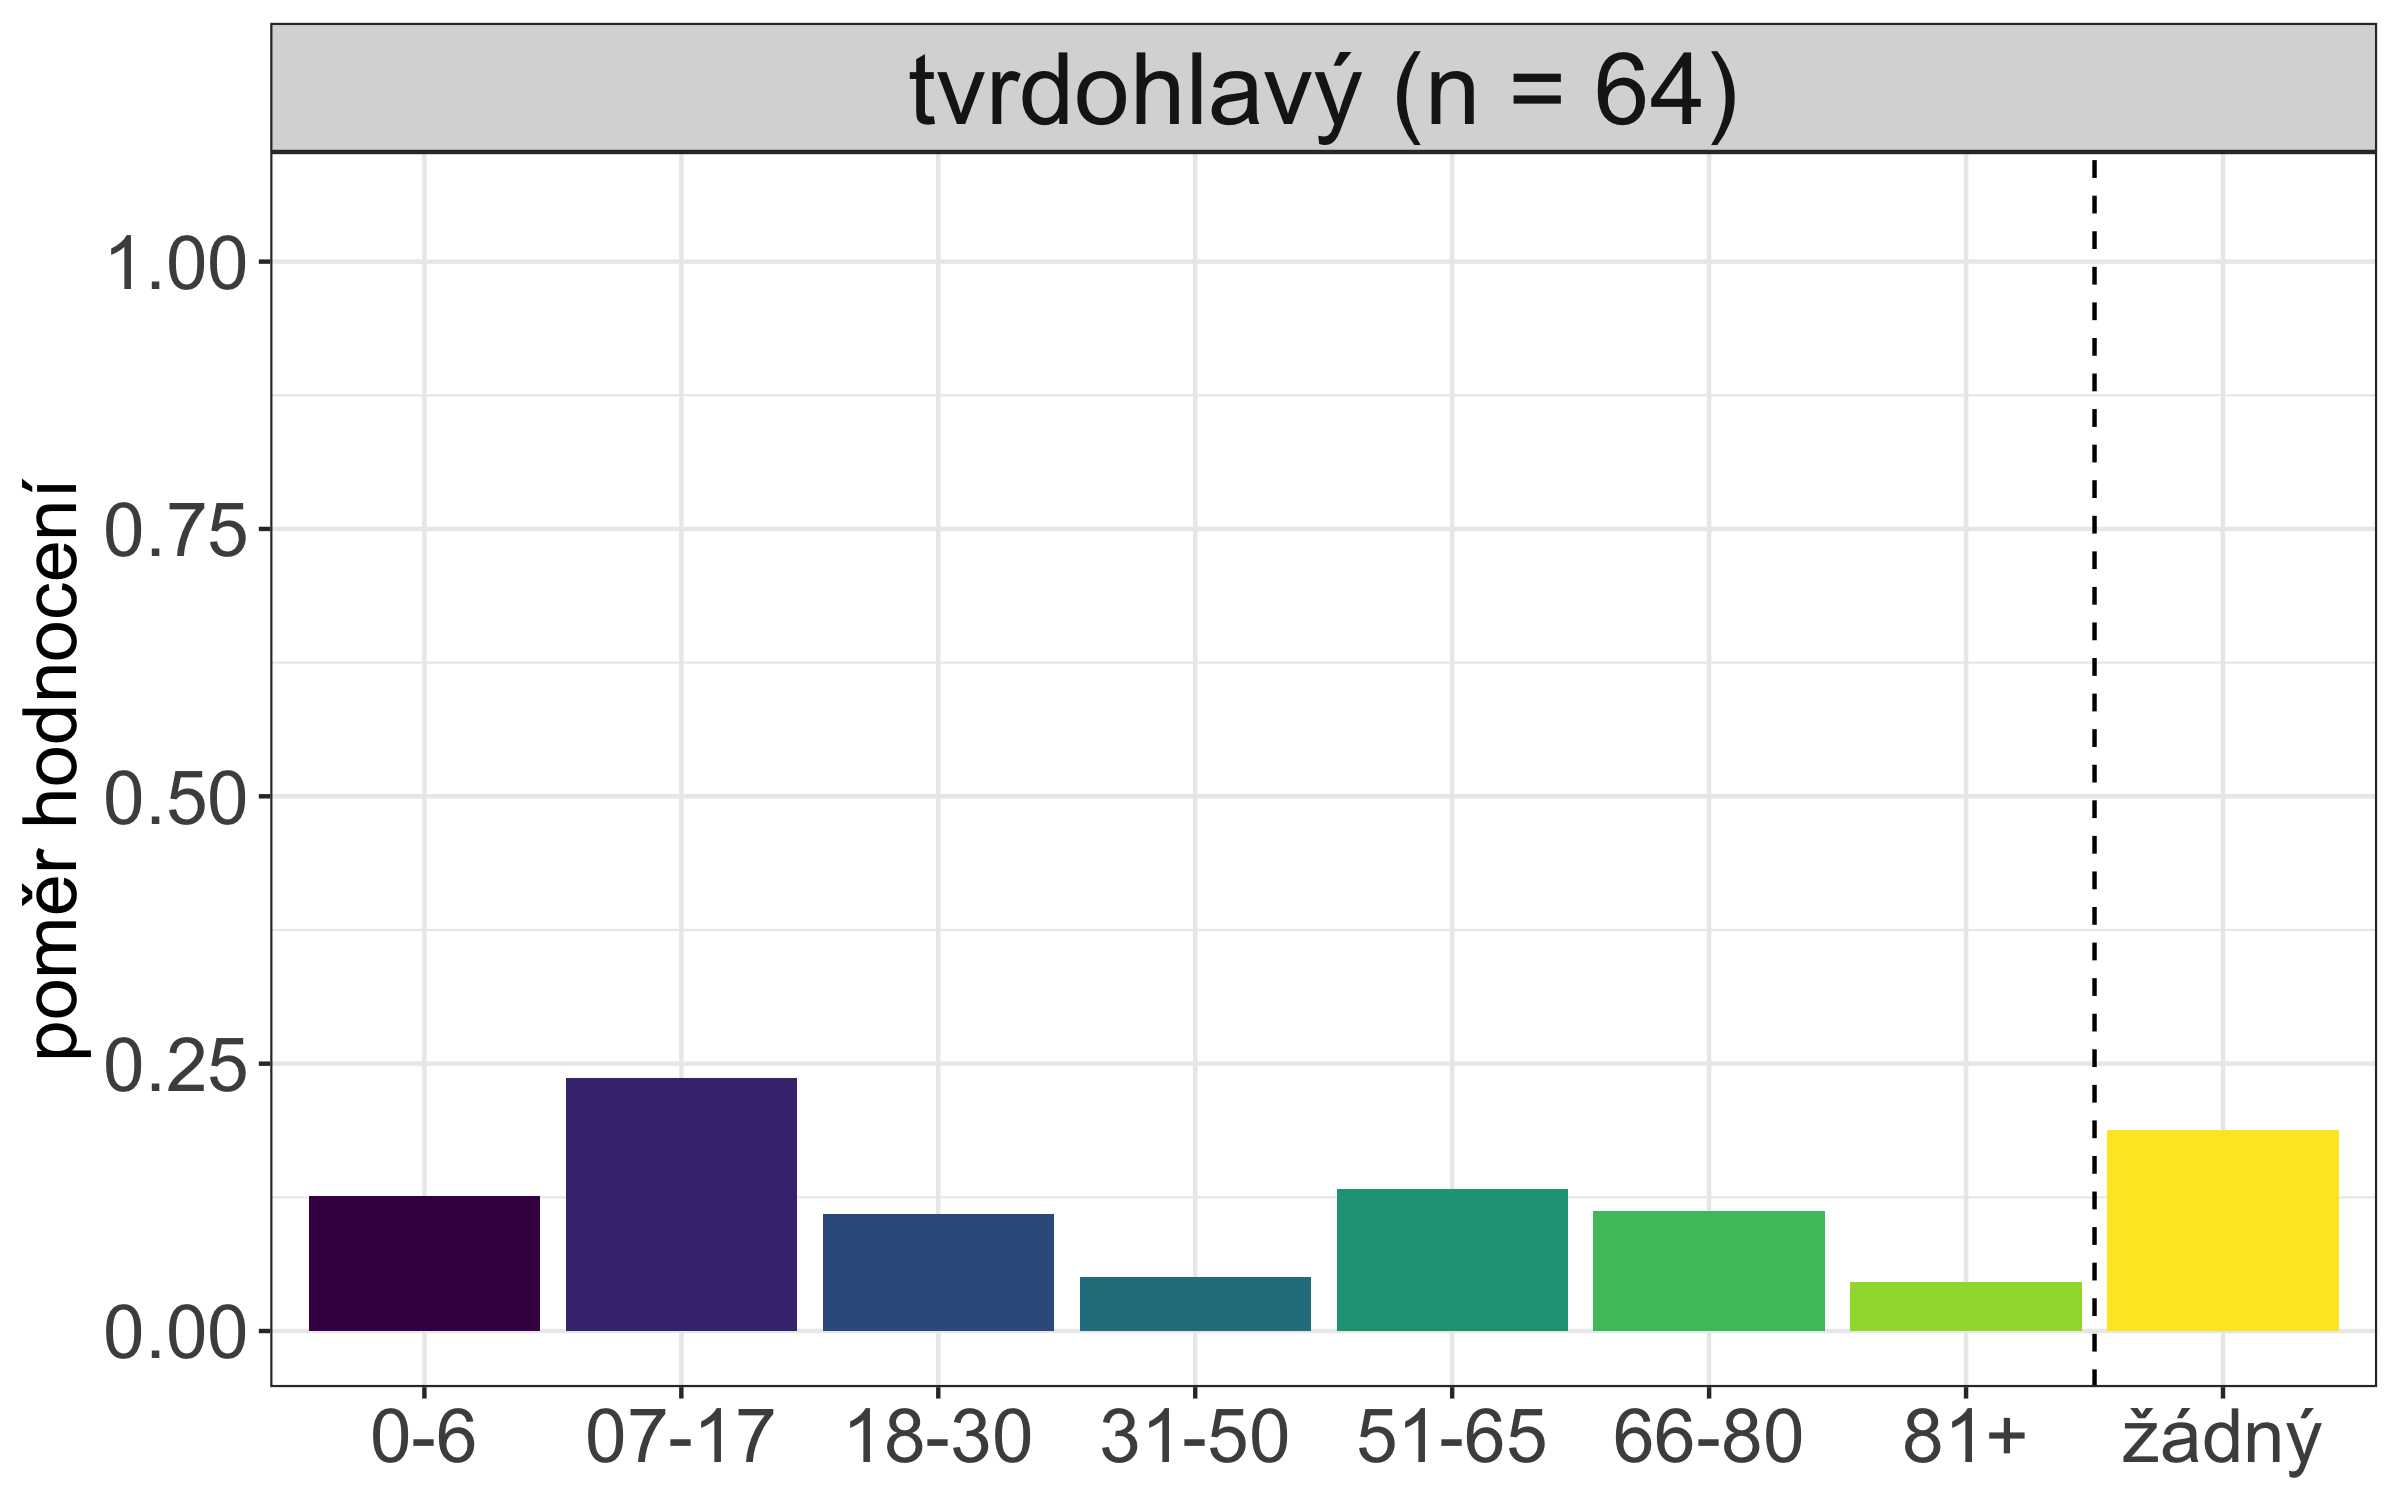 tvrdohlavý (n = 64)
poměr hodnocení
1.00
0.75
0.50
0.25
0.00
0-6 07-17 18-30 31-50 51-65 66-80 81+ žádný